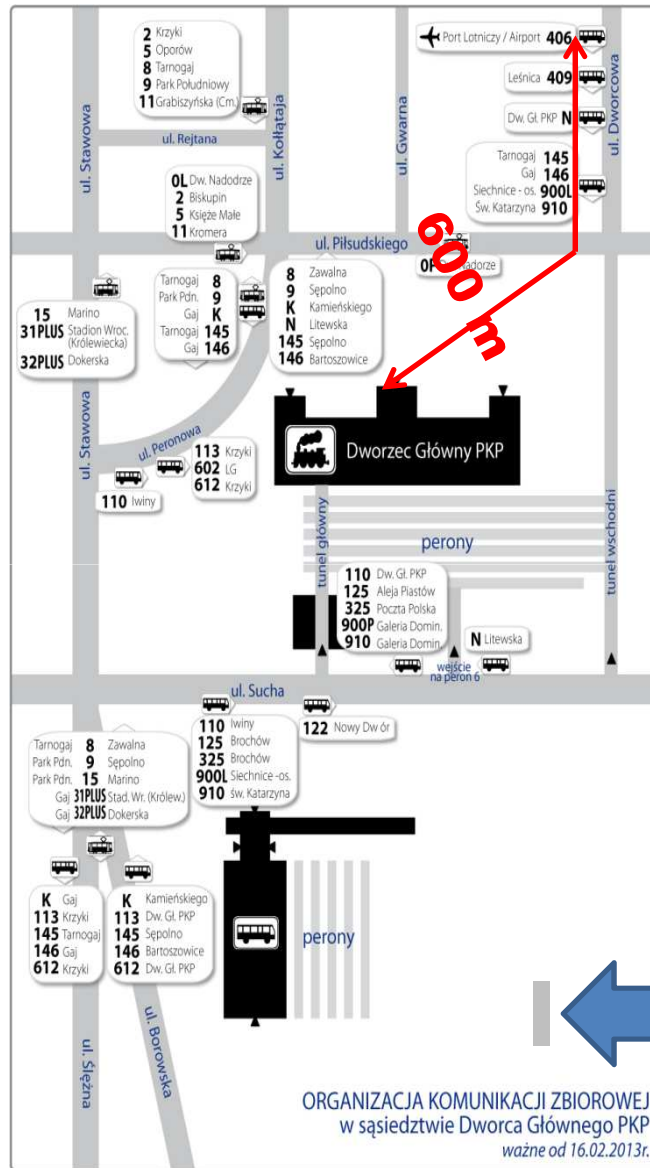 2 Krzyki
5 Oporów
8 Tarnogaj
9 Park Południowy
11 Grabiszyńska (Cm.)
ul. Stawowa
ul. Rejtana
ul. Kołłątaja
ul. Gwarna
ul. Dworcowa
Port Lotniczy / Airport 406
Leśnica 409
Dw. Gł. PKP N
Tarnogaj 145
Gaj 146
Siechnice - os. 900L
Św. Katarzyna 910
0L Dw. Nadodrze
2 Biskupin
5 Księże Małe
11 Kromera
ul. Piłsudskiego
0P Nadorze
600 m
15 Marino
31PLUS Stadion Wroc.
(Królewiecka)
32PLUS Dokerska
Tarnogaj 8
Park Pdn. 9
Gaj K
Tarnogaj 145
Gaj 146
8 Zawalna
9 Sępolno
K Kamieńskiego
N Litewska
145 Sępolno
146 Bartoszowice
ul. Stawowa
ul. Peronowa
110 Iwiny
113 Krzyki
602 LG
612 Krzyki
Dworzec Główny PKP
tunel główny
perony
tunel wschodni
110 Dw. Gł. PKP
125 Aleja Piastów
325 Poczta Polska
900P Galeria Domin.
910 Galeria Domin.
N Litewska
wejście
na peron 6
ul. Sucha
110 Iwiny
125 Brochów
325 Brochów
900L Siechnice -os.
910 św. Katarzyna
122 Nowy Dw ór
Tarnogaj 8 Zawalna
Park Pdn. 9 Sępolno
Park Pdn. 15 Marino
Gaj 31PLUS Stad. Wr. (Królew.)
Gaj 32PLUS Dokerska
K Gaj
113 Krzyki
145 Tarnogaj
146 Gaj
612 Krzyki
K Kamieńskiego
113 Dw. Gł. PKP
145 Sępolno
146 Bartoszowice
612 Dw. Gł. PKP
perony
ul. Ślężna
ul. Borowska
ORGANIZACJA KOMUNIKACJI ZBIOROWEJ
w sąsiedztwie Dworca Głównego PKP
ważne od 16.02.2013r.